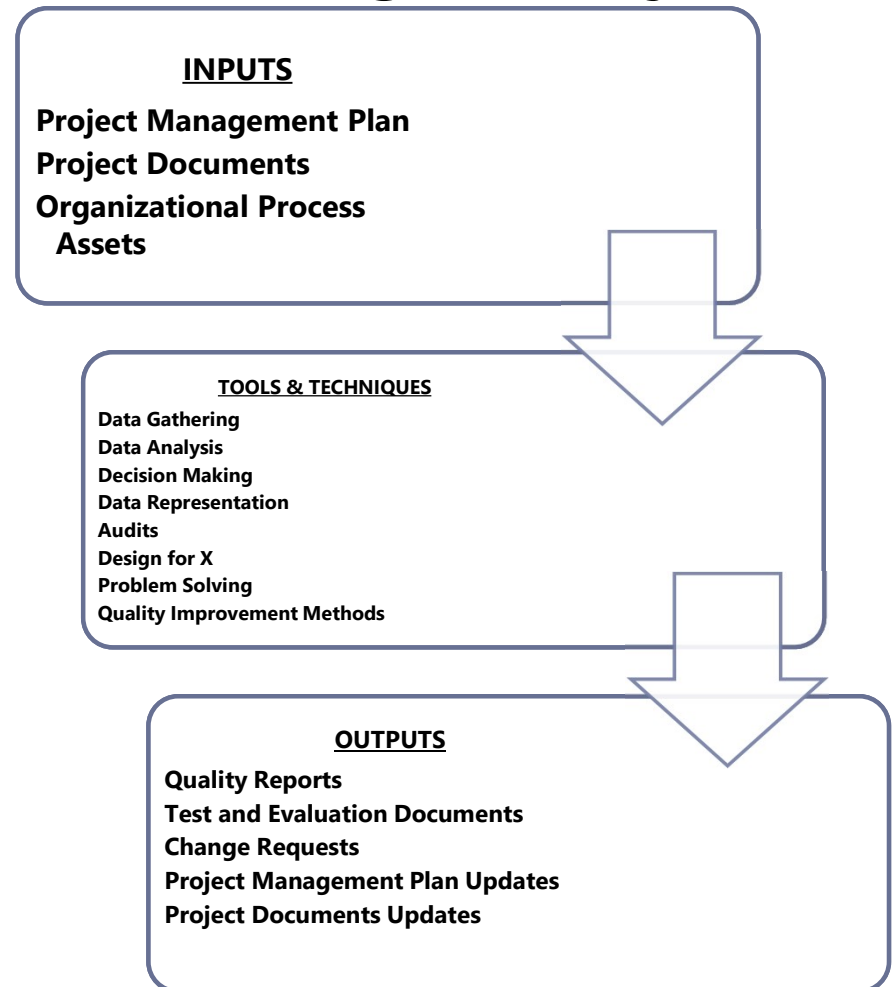 INPUTS
Project Management Plan
Project Documents
Organizational Process
Assets
TOOLS & TECHNIQUES
Data Gathering
Data Analysis
Decision Making
Data Representation
Audits
Design for X
Problem Solving
Quality Improvement Methods
OUTPUTS
Quality Reports
Test and Evaluation Documents
Change Requests
Project Management Plan Updates
Project Documents Updates